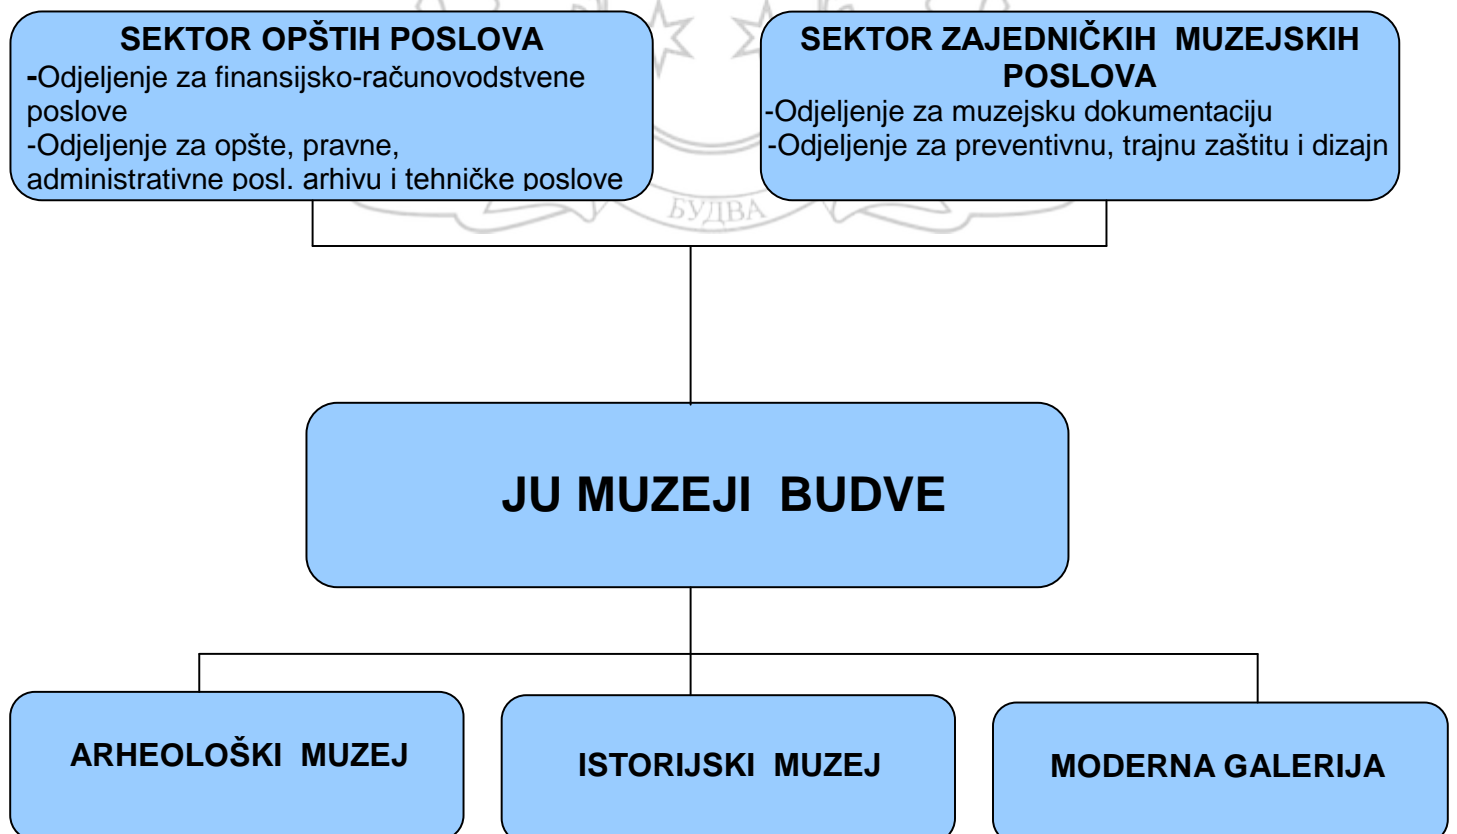 SEKTOR OPŠTIH POSLOVA
-Odjeljenje za finansijsko-računovodstvene
poslove
-Odjeljenje za opšte, pravne,
administrativne posl. arhivu i tehničke poslove
SEKTOR ZAJEDNIČKIH MUZEJSKIH
POSLOVA
-Odjeljenje za muzejsku dokumentaciju
-Odjeljenje za preventivnu, trajnu zaštitu i dizajn
БУДВА
JU MUZEJI BUDVE
ARHEOLOŠKI MUZEJ
ISTORIJSKI MUZEJ
MODERNA GALERIJA